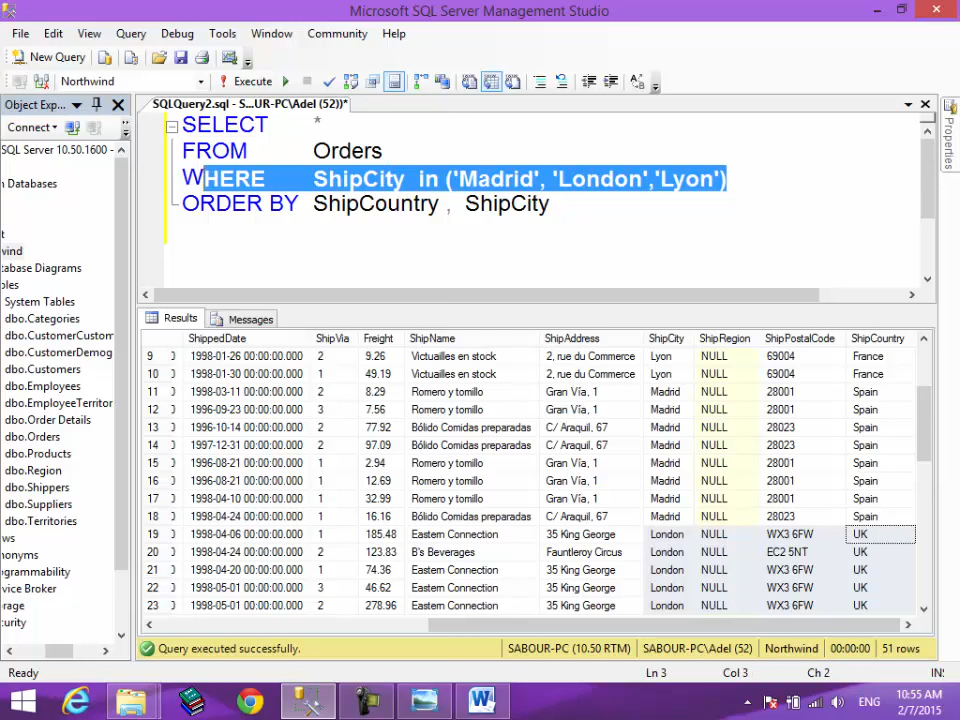 Microsoft SQL Server Management Studio
File Edit View Query Debug Tools Window Community Help
New Query
Northwind Execute
Object Exp...
SQLQuery2.sql - S...UR-PC\Adel (52))*
Connect
SQL Server 10.50.1600 -
Databases
t
wind
tabase Diagrams
bles
System Tables
dbo.Categories
dbo.CustomerCustom
dbo.CustomerDemog
dbo.Customers
dbo.Employees
dbo.EmployeeTerritor
dbo.Order Details
dbo.Orders
dbo.Products
dbo.Region
dbo.Shippers
dbo.Suppliers
dbo.Territories
ws
nonyms
ogrammability
vice Broker
rage
curity
SELECT *
FROM Orders
WHERE ShipCity in ('Madrid', 'London','Lyon')
ORDER BY ShipCountry , ShipCity
Properties
Results Messages
ShippedDate ShipVia Freight ShipName ShipAddress ShipCity ShipRegion ShipPostalCode ShipCountry
9 1998-01-26 00:00:00.000 2 9.26 Victuailles en stock 2, rue du Commerce Lyon NULL 69004 France
10 1998-01-30 00:00:00.000 1 49.19 Victuailles en stock 2, rue du Commerce Lyon NULL 69004 France
11 1998-03-11 00:00:00.000 2 8.29 Romero y tomillo Gran Vía, 1 Madrid NULL 28001 Spain
12 1996-09-23 00:00:00.000 3 7.56 Romero y tomillo Gran Vía, 1 Madrid NULL 28001 Spain
13 1996-10-14 00:00:00.000 2 77.92 Bólido Comidas preparadas C/ Araquil, 67 Madrid NULL 28023 Spain
14 1997-12-31 00:00:00.000 2 97.09 Bólido Comidas preparadas C/ Araquil, 67 Madrid NULL 28023 Spain
15 1996-08-21 00:00:00.000 1 2.94 Romero y tomillo Gran Vía, 1 Madrid NULL 28001 Spain
16 1996-08-21 00:00:00.000 1 12.69 Romero y tomillo Gran Vía, 1 Madrid NULL 28001 Spain
17 1998-04-10 00:00:00.000 1 32.99 Romero y tomillo Gran Vía, 1 Madrid NULL 28001 Spain
18 1998-04-24 00:00:00.000 1 16.16 Bólido Comidas preparadas C/ Araquil, 67 Madrid NULL 28023 Spain
19 1998-04-06 00:00:00.000 1 185.48 Eastern Connection 35 King George London NULL WX3 6FW UK
20 1998-04-24 00:00:00.000 2 123.83 B's Beverages Fauntleroy Circus London NULL EC2 5NT UK
21 1998-04-20 00:00:00.000 1 74.36 Eastern Connection 35 King George London NULL WX3 6FW UK
22 1998-05-01 00:00:00.000 3 46.62 Eastern Connection 35 King George London NULL WX3 6FW UK
23 1998-05-01 00:00:00.000 2 278.96 Eastern Connection 35 King George London NULL WX3 6FW UK
Query executed successfully. SABOUR-PC (10.50 RTM) SABOUR-PC\Adel (52) Northwind 00:00:00 51 rows
Ready Ln 3 Col 3 Ch 2 INS
ENG
10:55 AM
2/7/2015